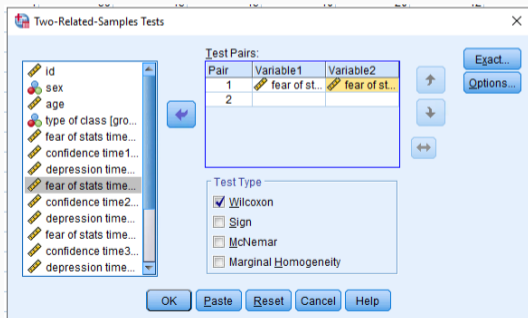 Two-Related-Samples Tests
id
sex
age
type of class [gro...
fear of stats time...
confidence time1...
depression time...
fear of stats time...
confidence time2...
depression time...
fear of stats time...
confidence time3...
depression time...
Test Pairs:
Pair Variable1 Variable2
1 fear of st... fear of st...
2
Exact...
Options...
Test Type
Wilcoxon
Sign
McNemar
Marginal Homogeneity
OK Paste Reset Cancel Help